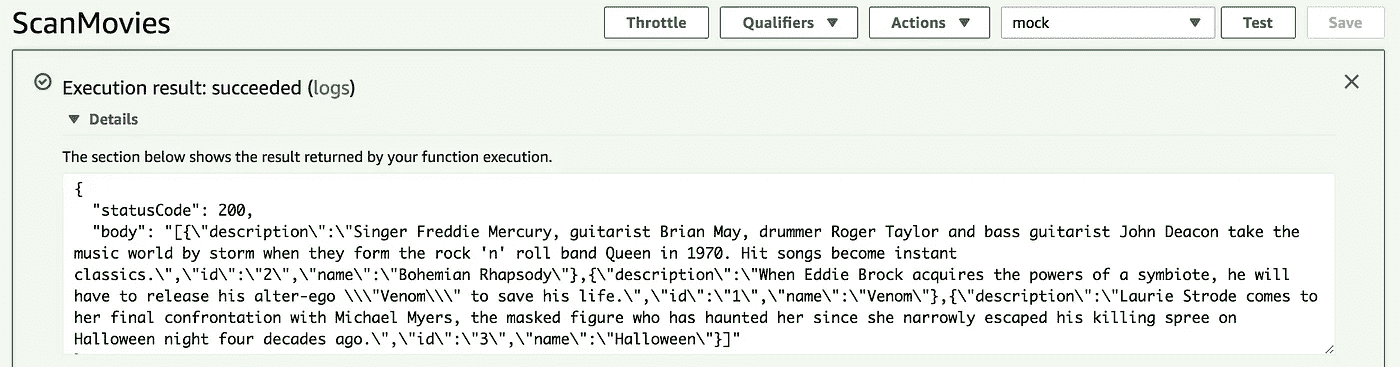 ScanMovies
Throttle
Qualifiers
Actions
mock
Test
Save
Execution result: succeeded (logs)
Details
The section below shows the result returned by your function execution.
{
  "statusCode": 200,
  "body": "[{\"description\":\"Singer Freddie Mercury, guitarist Brian May, drummer Roger Taylor and bass guitarist John Deacon take the
music world by storm when they form the rock 'n' roll band Queen in 1970. Hit songs become instant
classics.\",\"id\":\"2\",\"name\":\"Bohemian Rhapsody\"},{\"description\":\"When Eddie Brock acquires the powers of a symbiote, he will
have to release his alter-ego \\\"Venom\\\" to save his life.\",\"id\":\"1\",\"name\":\"Venom\"},{\"description\":\"Laurie Strode comes to
her final confrontation with Michael Myers, the masked figure who has haunted her since she narrowly escaped his killing spree on
Halloween night four decades ago.\",\"id\":\"3\",\"name\":\"Halloween\"}]"